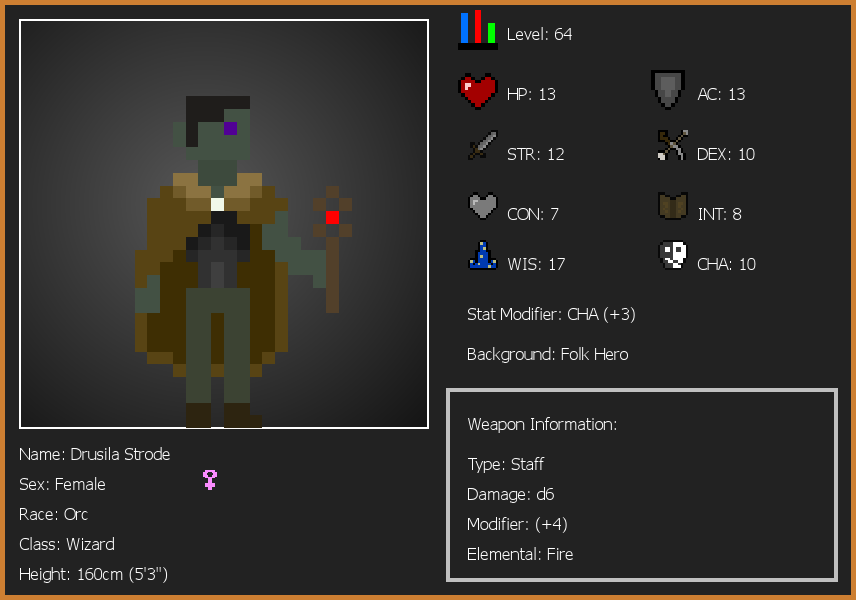 Level: 64
HP: 13
AC: 13
STR: 12
DEX: 10
CON: 7
INT: 8
WIS: 17
CHA: 10
Stat Modifier: CHA (+3)
Background: Folk Hero
Weapon Information:
Type: Staff
Damage: d6
Modifier: (+4)
Elemental: Fire
Name: Drusila Strode
Sex: Female
Race: Orc
Class: Wizard
Height: 160cm (5'3")